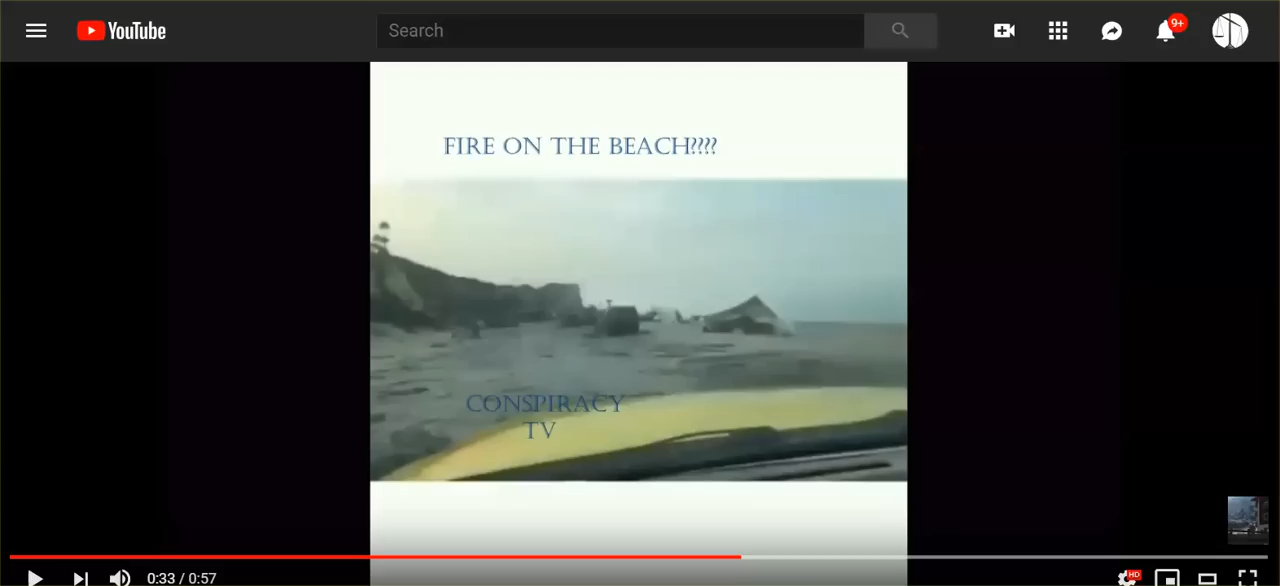 YouTube
Search
9+
FIRE ON THE BEACH????
CONSPIRACY
TV
0:33 / 0:57
HD